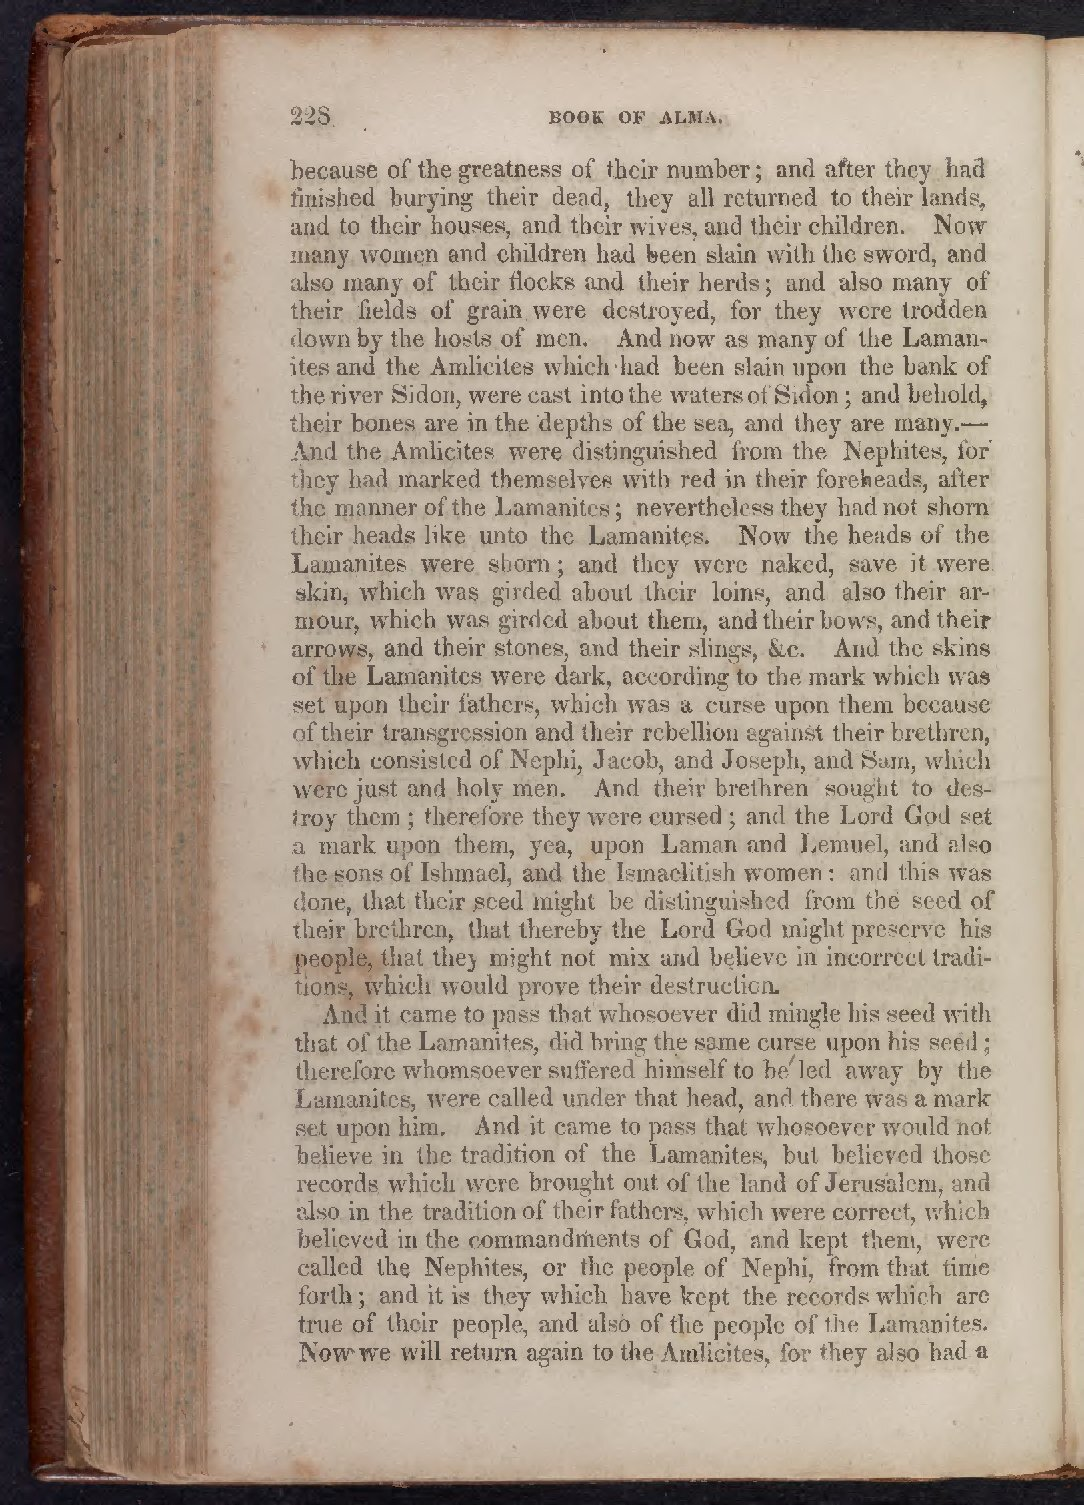 228 BOOK OF ALMA.
because of the greatness of their number; and after they had
finished burying their dead, they all returned to their lands,
and to their houses, and their wives, and their children. Now
many women and children had been slain with the sword, and
also many of their flocks and their herds; and also many of
their fields of grain were destroyed, for they were trodden
down by the hosts of men. And now as many of the Laman-
ites and the Amlicites which had been slain upon the bank of
the river Sidon, were cast into the waters of Sidon; and behold,
their bones are in the depths of the sea, and they are many.—
And the Amlicites were distinguished from the Nephites, for
they had marked themselves with red in their foreheads, after
the manner of the Lamanites; nevertheless they had not shorn
their heads like unto the Lamanites. Now the heads of the
Lamanites were shorn; and they were naked, save it were
skin, which was girded about their loins, and also their ar-
mour, which was girded about them, and their bows, and their
arrows, and their stones, and their slings, &c. And the skins
of the Lamanites were dark, according to the mark which was
set upon their fathers, which was a curse upon them because
of their transgression and their rebellion against their brethren,
which consisted of Nephi, Jacob, and Joseph, and Sam, which
were just and holy men. And their brethren sought to des-
troy them; therefore they were cursed; and the Lord God set
a mark upon them, yea, upon Laman and Lemuel, and also
the sons of Ishmael, and the Ismaelitish women: and this was
done, that their seed might be distinguished from the seed of
their brethren, that thereby the Lord God might preserve his
people, that they might not mix and believe in incorrect tradi-
tions, which would prove their destruction.
And it came to pass that whosoever did mingle his seed with
that of the Lamanites, did bring the same curse upon his seed;
therefore whomsoever suffered himself to be led away by the
Lamanites, were called under that head, and there was a mark
set upon him. And it came to pass that whosoever would not
believe in the tradition of the Lamanites, but believed those
records which were brought out of the land of Jerusalem, and
also in the tradition of their fathers, which were correct, which
believed in the commandments of God, and kept them, were
called the Nephites, or the people of Nephi, from that time
forth; and it is they which have kept the records which are
true of their people, and also of the people of the Lamanites.
Now we will return again to the Amlicites, for they also had a